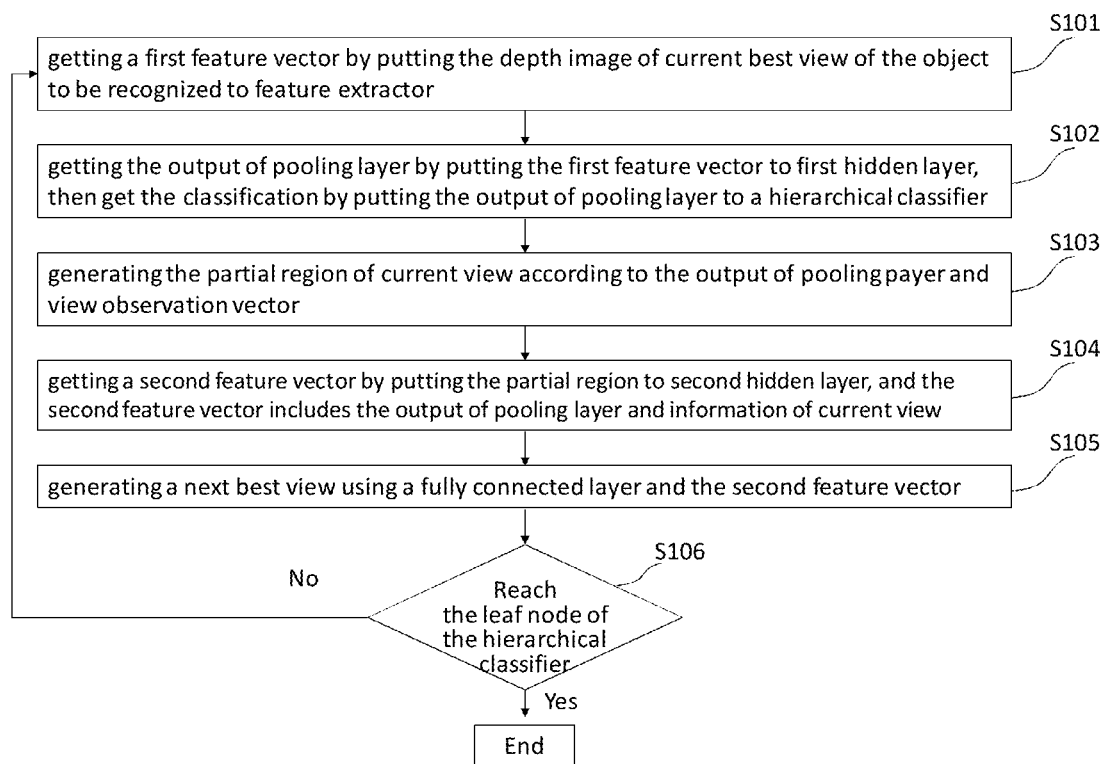 S101
getting a first feature vector by putting the depth image of current best view of the object
to be recognized to feature extractor
S102
getting the output of pooling layer by putting the first feature vector to first hidden layer,
then get the classification by putting the output of pooling layer to a hierarchical classifier
S103
generating the partial region of current view according to the output of pooling payer and
view observation vector
S104
getting a second feature vector by putting the partial region to second hidden layer, and the
second feature vector includes the output of pooling layer and information of current view
S105
generating a next best view using a fully connected layer and the second feature vector
S106
No
Reach
the leaf node of
the hierarchical
classifier
Yes
End